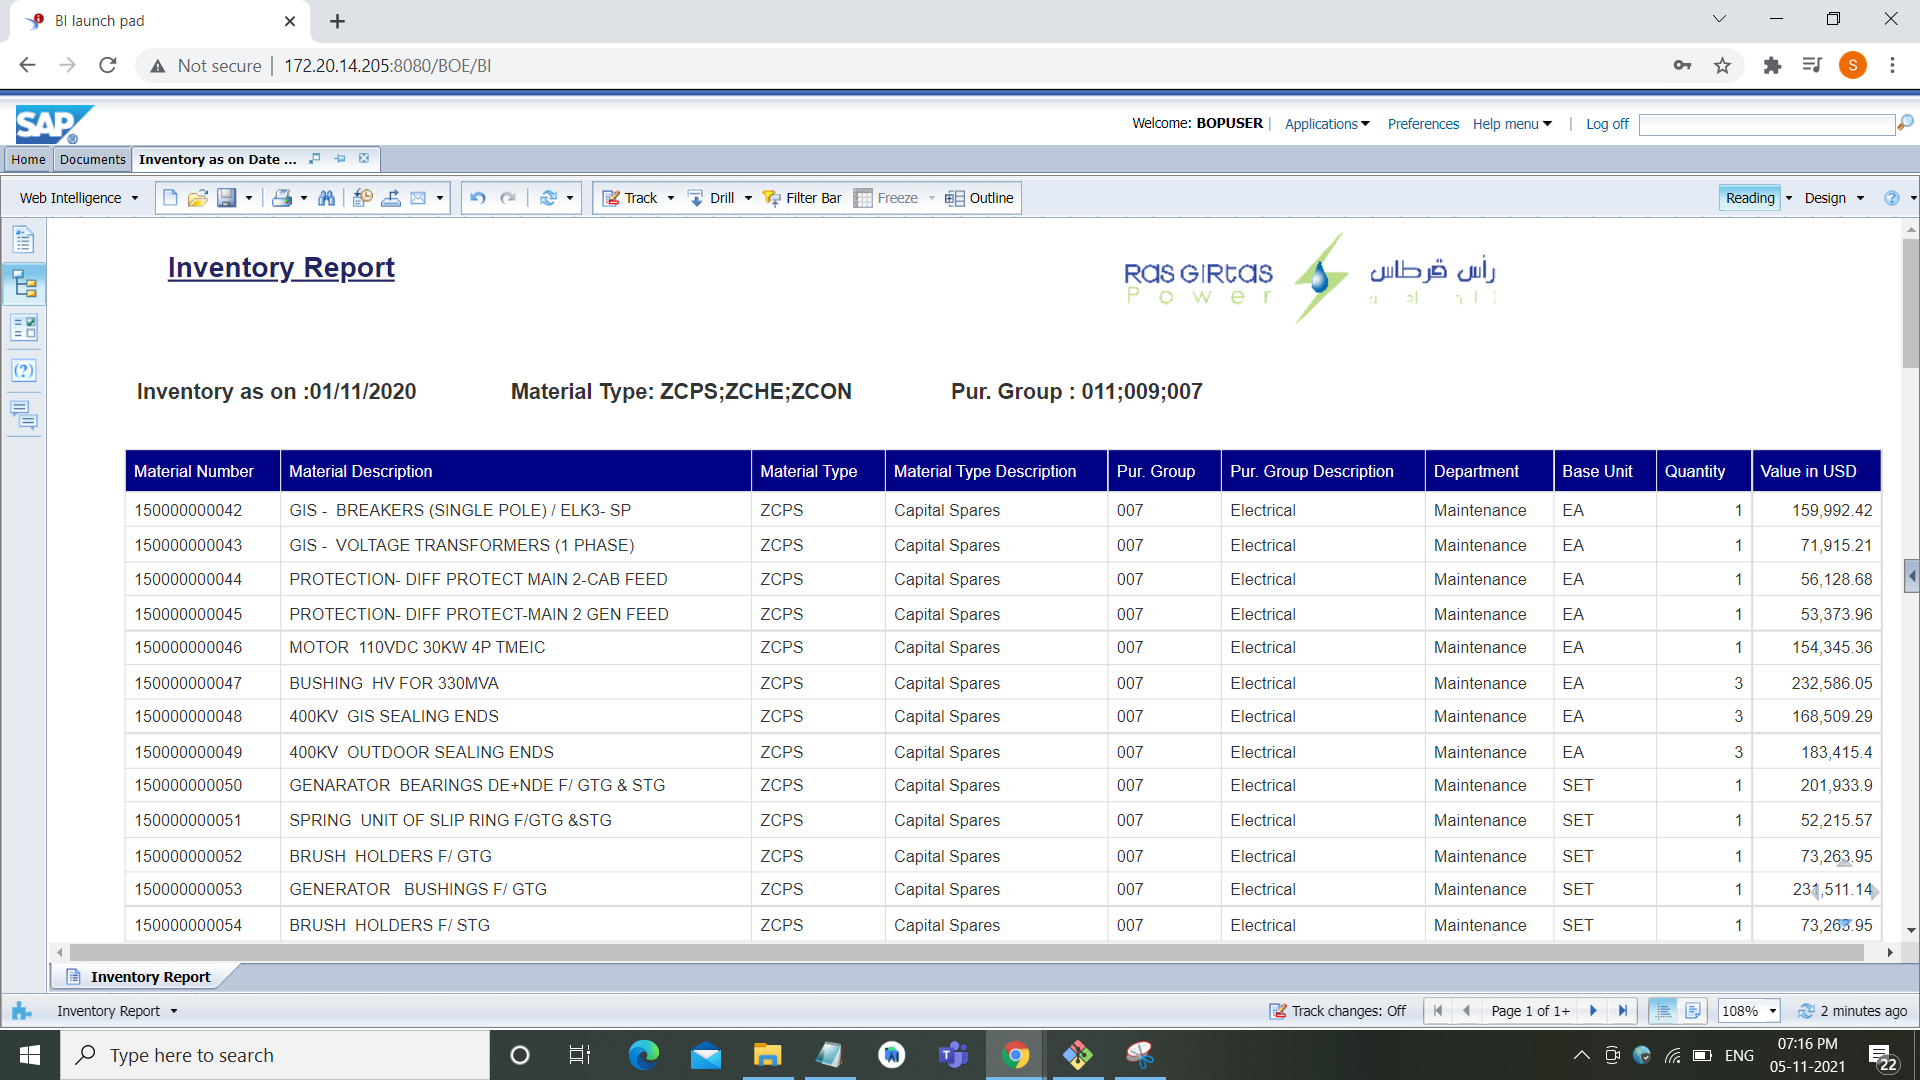 BI launch pad
Not secure | 172.20.14.205:8080/BOE/BI
S
SAP
Welcome: BOPUSER | Applications Preferences Help menu | Log off
Home Documents Inventory as on Date ...
Web Intelligence Track Drill Filter Bar Freeze Outline Reading Design
Inventory Report
RAS GIRTAS رأس قرطاس
Power
Inventory as on :01/11/2020 Material Type: ZCPS;ZCHE;ZCON Pur. Group : 011;009;007
Material Number Material Description Material Type Material Type Description Pur. Group Pur. Group Description Department Base Unit Quantity Value in USD
150000000042 GIS - BREAKERS (SINGLE POLE) / ELK3- SP ZCPS Capital Spares 007 Electrical Maintenance EA 1 159,992.42
150000000043 GIS - VOLTAGE TRANSFORMERS (1 PHASE) ZCPS Capital Spares 007 Electrical Maintenance EA 1 71,915.21
150000000044 PROTECTION- DIFF PROTECT MAIN 2-CAB FEED ZCPS Capital Spares 007 Electrical Maintenance EA 1 56,128.68
150000000045 PROTECTION- DIFF PROTECT-MAIN 2 GEN FEED ZCPS Capital Spares 007 Electrical Maintenance EA 1 53,373.96
150000000046 MOTOR 110VDC 30KW 4P TMEIC ZCPS Capital Spares 007 Electrical Maintenance EA 1 154,345.36
150000000047 BUSHING HV FOR 330MVA ZCPS Capital Spares 007 Electrical Maintenance EA 3 232,586.05
150000000048 400KV GIS SEALING ENDS ZCPS Capital Spares 007 Electrical Maintenance EA 3 168,509.29
150000000049 400KV OUTDOOR SEALING ENDS ZCPS Capital Spares 007 Electrical Maintenance EA 3 183,415.4
150000000050 GENARATOR BEARINGS DE+NDE F/ GTG & STG ZCPS Capital Spares 007 Electrical Maintenance SET 1 201,933.9
150000000051 SPRING UNIT OF SLIP RING F/GTG &STG ZCPS Capital Spares 007 Electrical Maintenance SET 1 52,215.57
150000000052 BRUSH HOLDERS F/ GTG ZCPS Capital Spares 007 Electrical Maintenance SET 1 73,263.95
150000000053 GENERATOR BUSHINGS F/ GTG ZCPS Capital Spares 007 Electrical Maintenance SET 1 231,511.14
150000000054 BRUSH HOLDERS F/ STG ZCPS Capital Spares 007 Electrical Maintenance SET 1 73,263.95
Inventory Report
Inventory Report Track changes: Off Page 1 of 1+ 108% 2 minutes ago
Type here to search
ENG
07:16 PM
05-11-2021
22